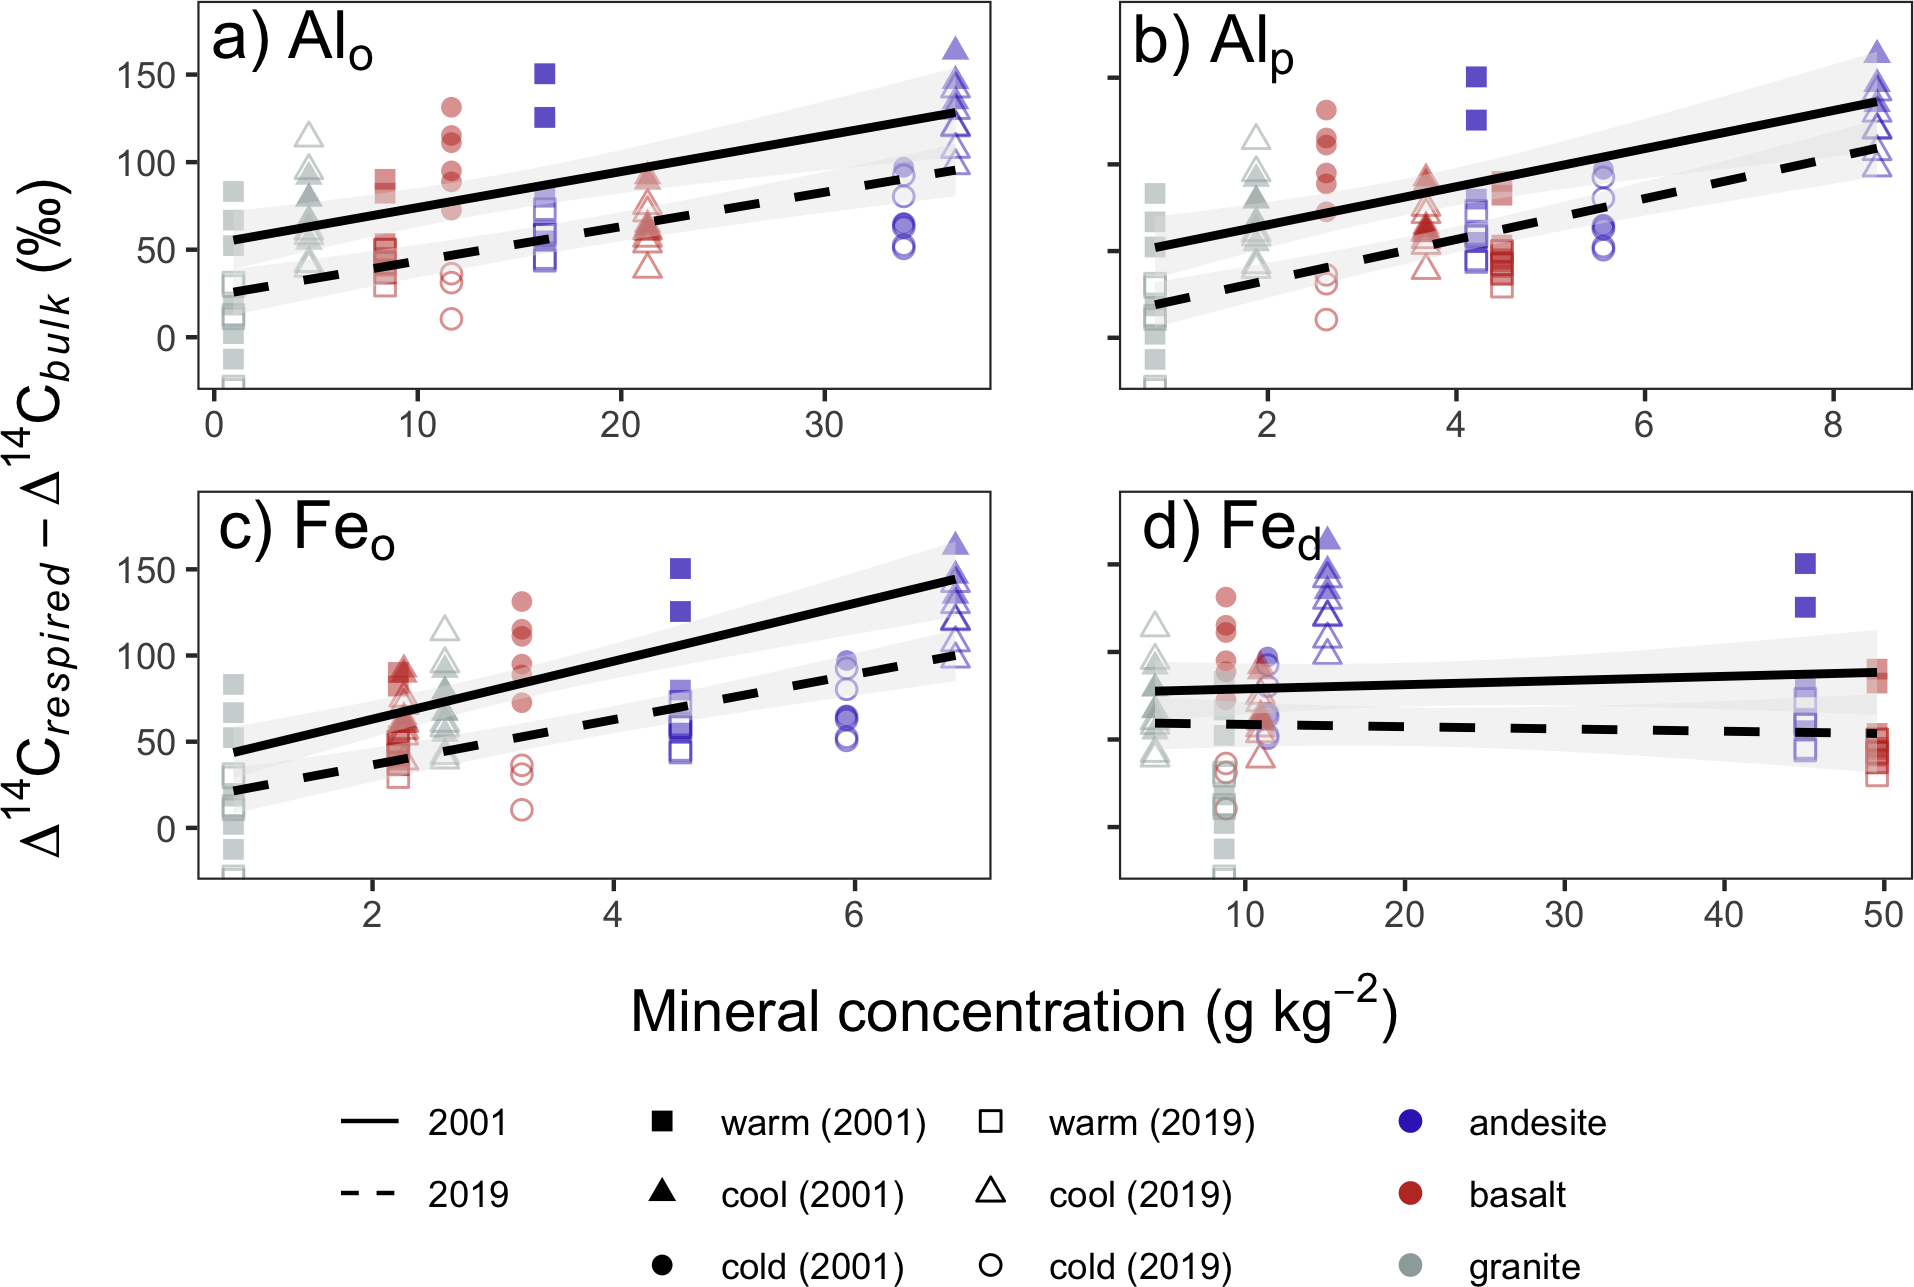 a) Alo
b) Alp
150
100
50
0
0 10 20 30
2 4 6 8
c) Feo
d) Fed
150
100
50
0
2 4 6
10 20 30 40 50
Δ¹⁴Crespired − Δ¹⁴Cbulk (‰)
Mineral concentration (g kg⁻²)
2001 warm (2001) warm (2019) andesite
2019 cool (2001) cool (2019) basalt
cold (2001) cold (2019) granite